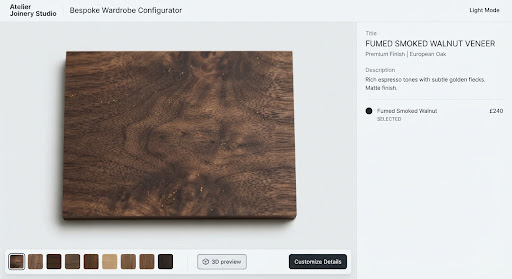 Atelier
Joinery Studio
Bespoke Wardrobe Configurator
Light Mode
Title
FUMED SMOKED WALNUT VENEER
Premium Finish | European Oak
Description
Rich espresso tones with subtle golden flecks.
Matte finish.
Fumed Smoked Walnut £240
SELECTED
3D preview
Customize Details